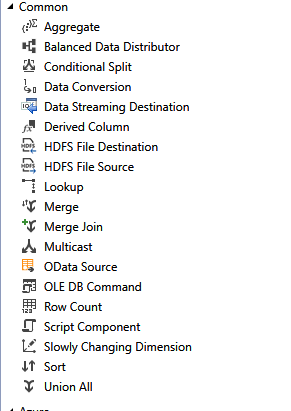 Common
Aggregate
Balanced Data Distributor
Conditional Split
Data Conversion
Data Streaming Destination
Derived Column
HDFS File Destination
HDFS File Source
Lookup
Merge
Merge Join
Multicast
OData Source
OLE DB Command
Row Count
Script Component
Slowly Changing Dimension
Sort
Union All